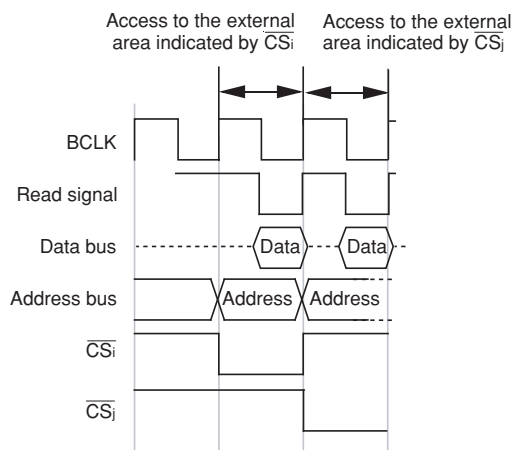 Access to the external
area indicated by CSi
Access to the external
area indicated by CSj
BCLK
Read signal
Data bus
Data
Data
Address bus
Address
Address
CSi
CSj